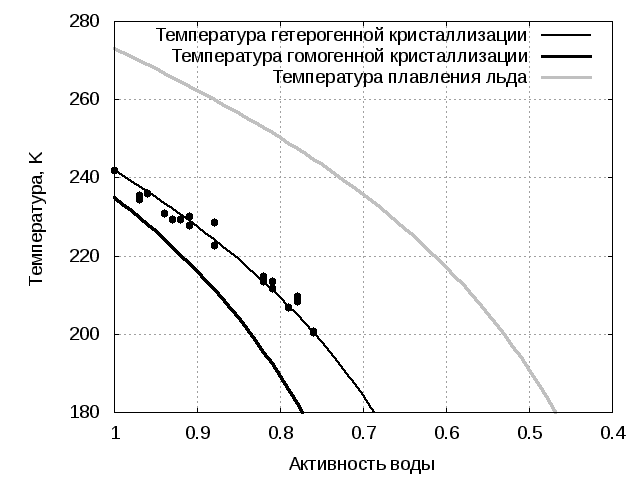 280
260
240
220
200
180
Температура, K
Температура гетерогенной кристаллизации
Температура гомогенной кристаллизации
Температура плавления льда
1 0.9 0.8 0.7 0.6 0.5 0.4
Активность воды